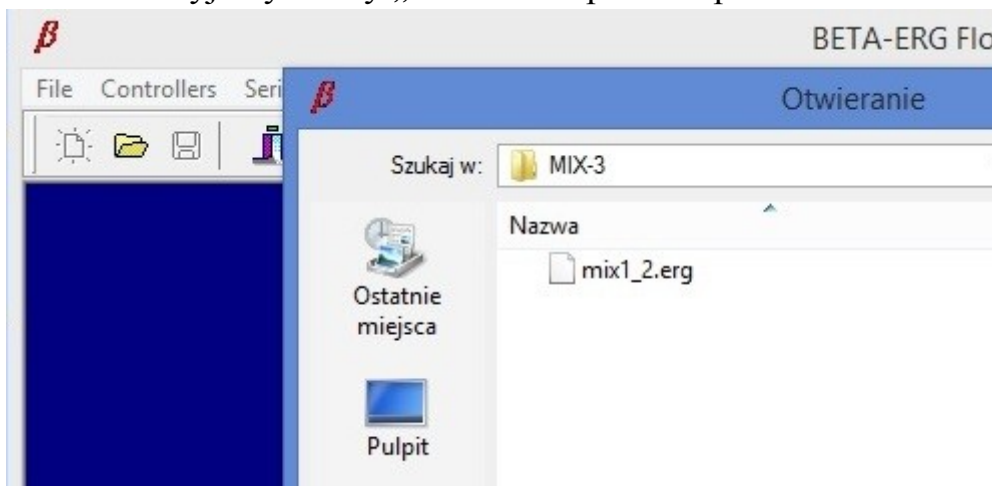 β BETA-ERG Flo
File Controllers Seri
β Otwieranie
Szukaj w: MIX-3
Nazwa
mix1_2.erg
Ostatnie
miejsca
Pulpit